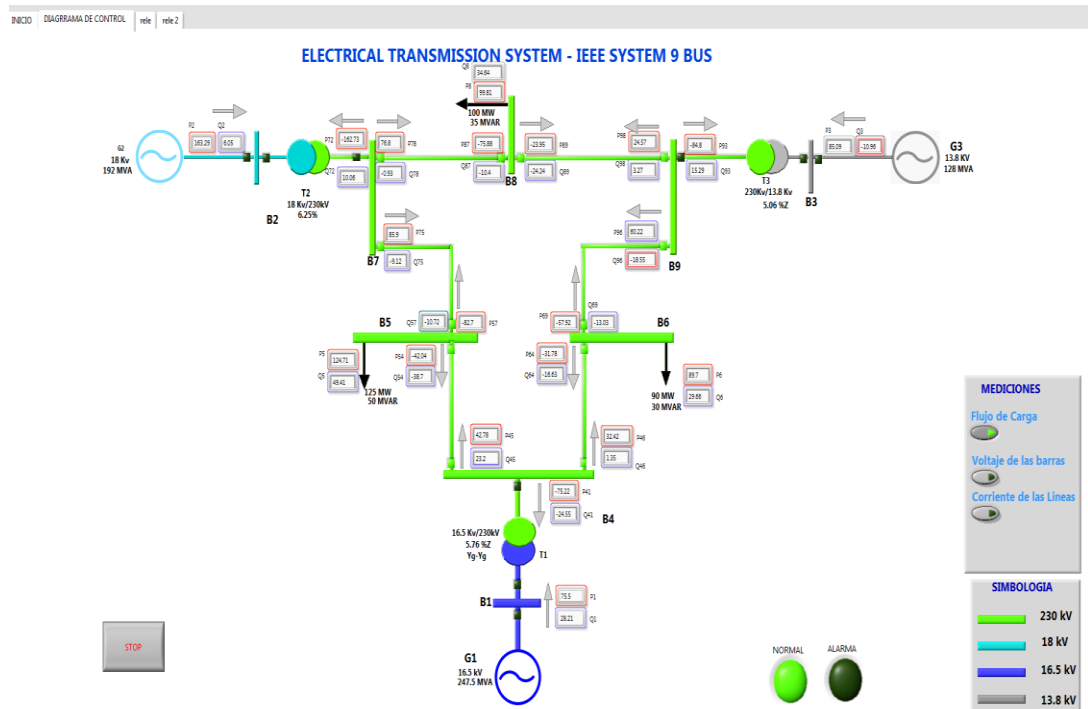 INICIO
DIAGRRAMA DE CONTROL
rele
rele 2
ELECTRICAL TRANSMISSION SYSTEM - IEEE SYSTEM 9 BUS
Q8
34.64
P8
99.81
100 MW
35 MVAR
P2
Q2
163.29
6.05
G2
18 Kv
192 MVA
B2
T2
18 Kv/230kV
6.25%
P72
-162.73
Q72
10.06
76.8
P78
-0.93
Q78
B7
P87
-75.88
Q87
-10.4
B8
-23.95
P89
-24.24
Q89
P98
24.57
Q98
3.27
-84.8
P93
15.29
Q93
B9
T3
230Kv/13.8 Kv
5.06 %Z
B3
P3
Q3
85.09
-10.96
G3
13.8 KV
128 MVA
85.9
P75
-9.12
Q75
P96
60.22
Q96
-18.55
B5
Q57
-10.72
-82.7
P57
P69
-57.92
Q69
-13.03
B6
P5
124.71
Q5
49.41
125 MW
50 MVAR
P54
-42.04
Q54
-38.7
P64
-31.78
Q64
-16.63
90 MW
30 MVAR
89.7
P6
29.66
Q6
42.78
P45
23.2
Q45
32.42
P46
1.35
Q46
-75.22
P41
-24.55
Q41
B4
16.5 Kv/230kV
5.76 %Z
Yg-Yg
T1
B1
75.5
P1
28.21
Q1
G1
16.5 kV
247.5 MVA
STOP
NORMAL
ALARMA
MEDICIONES
Flujo de Carga
Voltaje de las barras
Corriente de las Lineas
SIMBOLOGIA
230 kV
18 kV
16.5 kV
13.8 kV